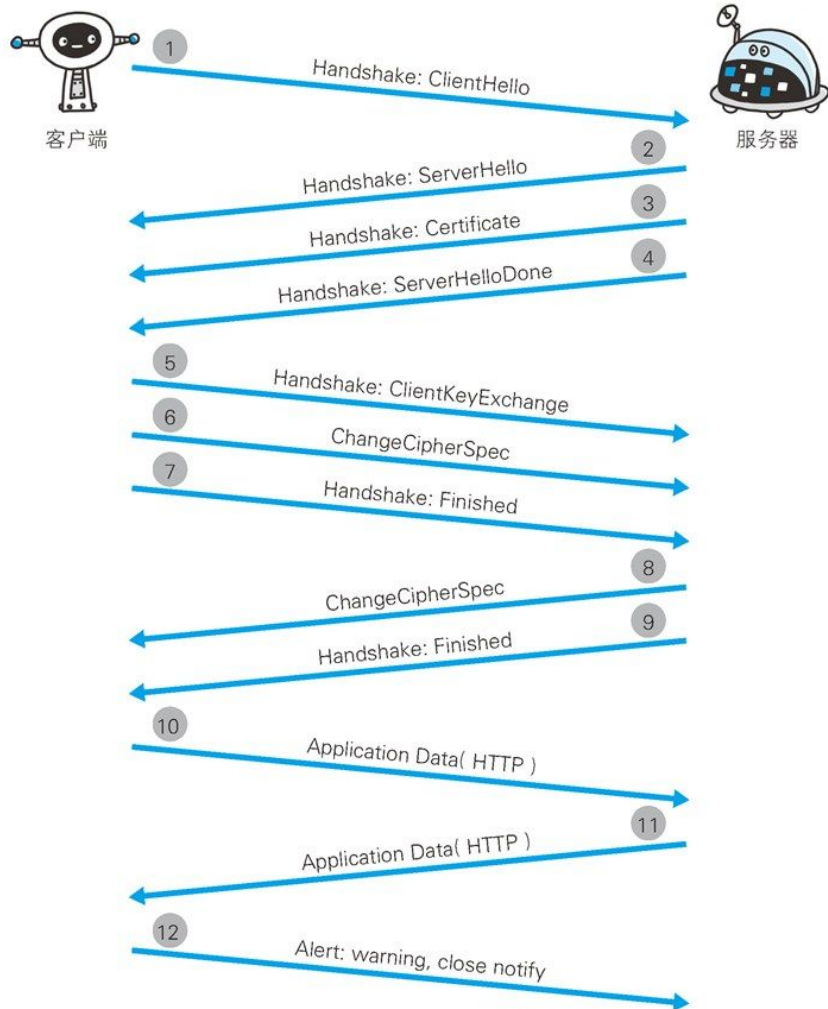 1
Handshake: ClientHello
客户端
服务器
2
Handshake: ServerHello
3
Handshake: Certificate
4
Handshake: ServerHelloDone
5
Handshake: ClientKeyExchange
6
ChangeCipherSpec
7
Handshake: Finished
8
ChangeCipherSpec
9
Handshake: Finished
10
Application Data( HTTP )
11
Application Data( HTTP )
12
Alert: warning, close notify